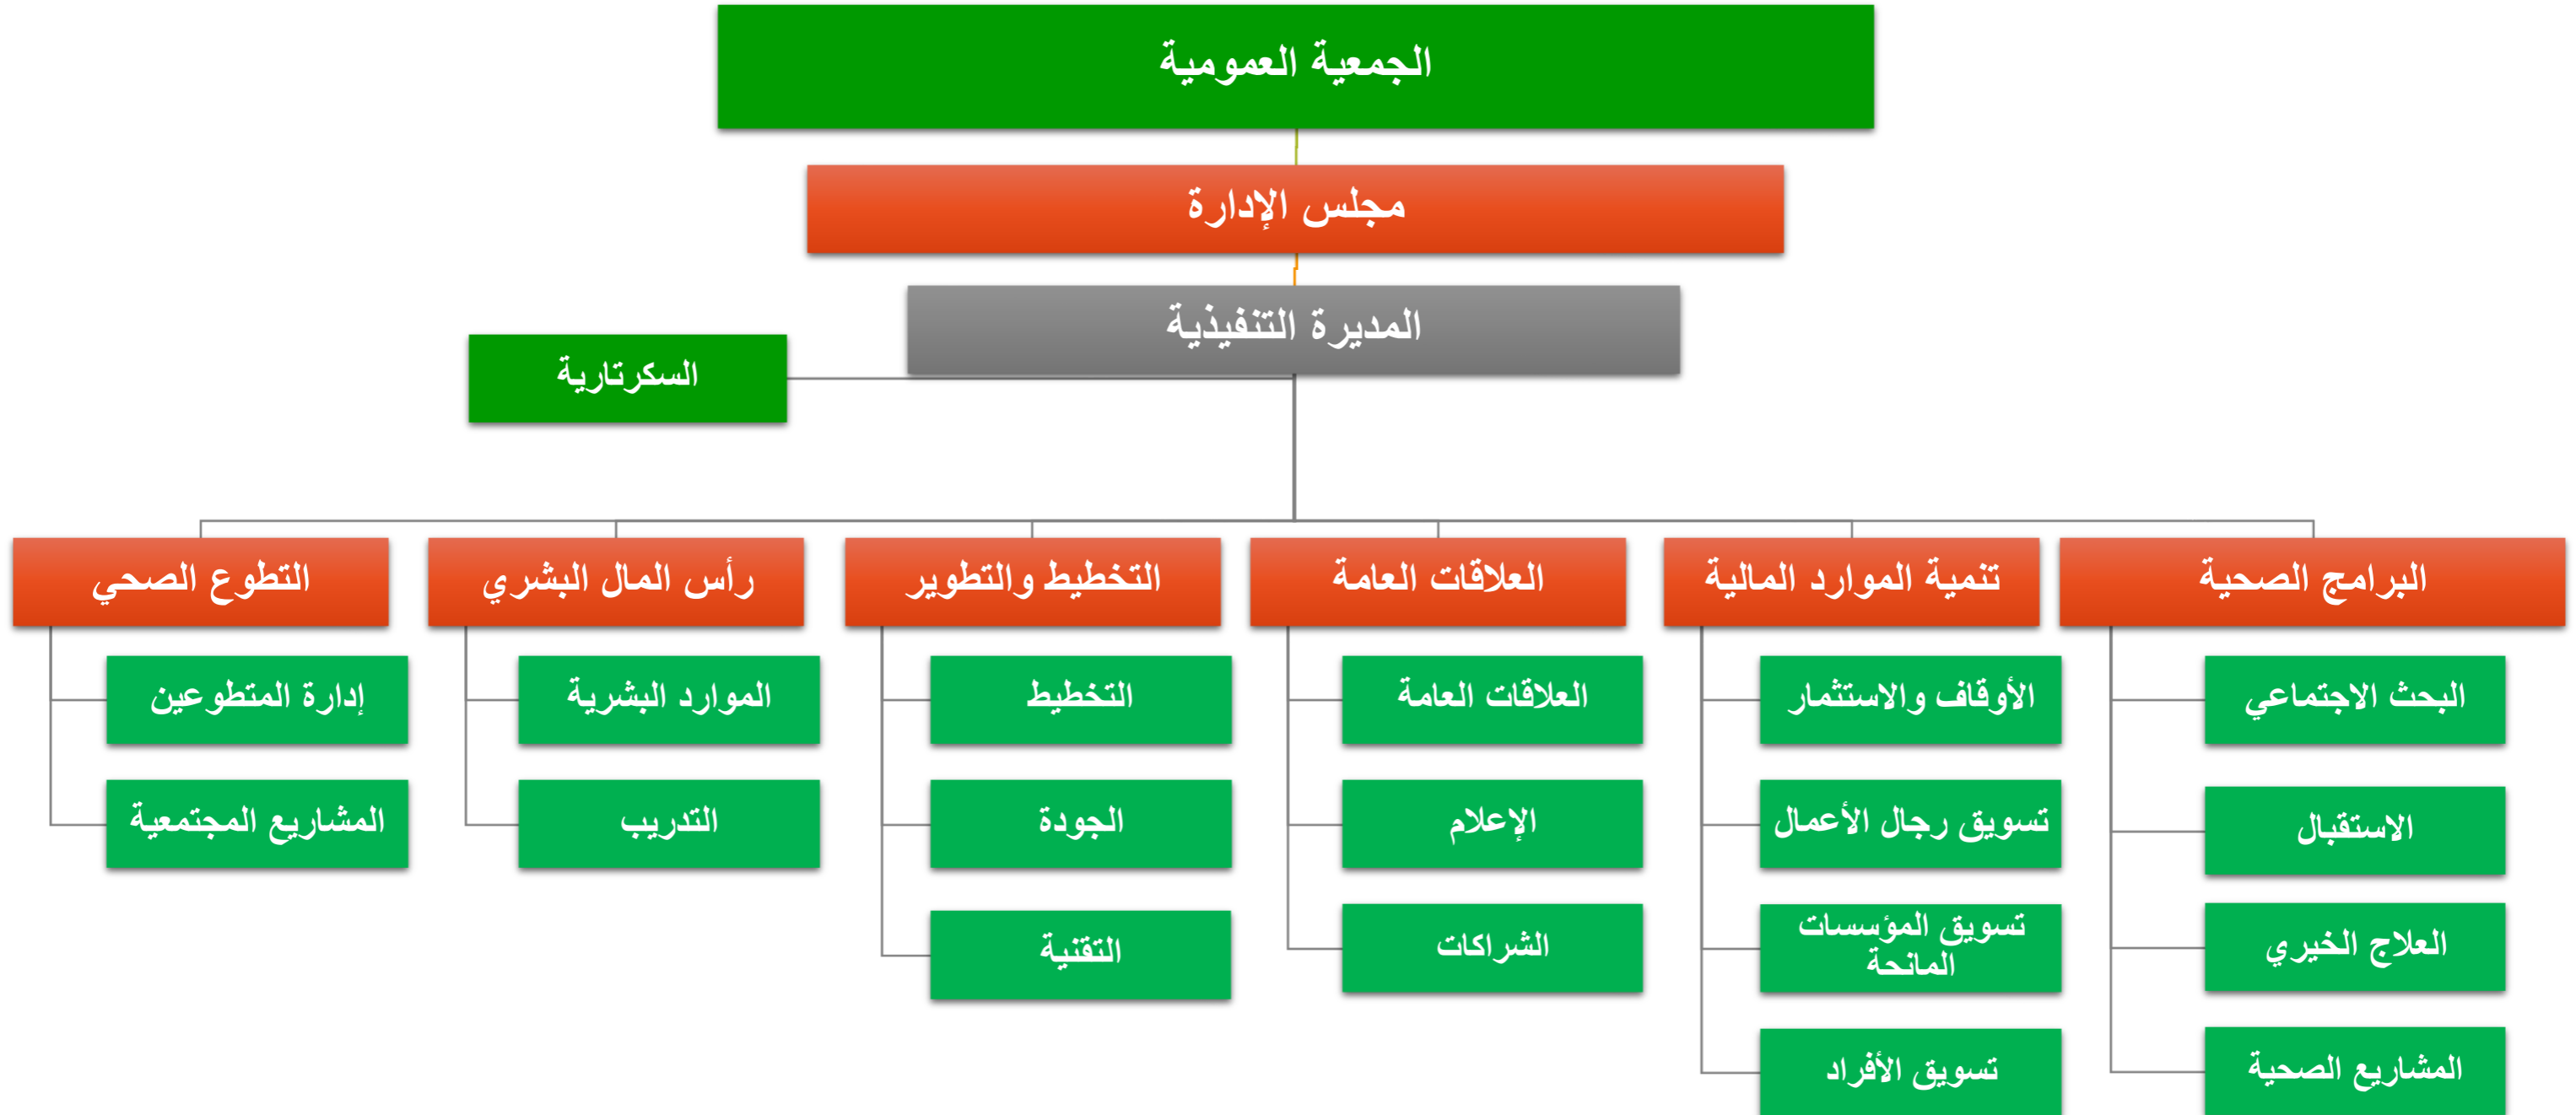 الجمعية العمومية
مجلس الإدارة
المديرة التنفيذية
السكرتارية
البرامج الصحية
تنمية الموارد المالية
العلاقات العامة
التخطيط والتطوير
رأس المال البشري
التطوع الصحي
البحث الاجتماعي
الأوقاف والاستثمار
العلاقات العامة
التخطيط
الموارد البشرية
إدارة المتطوعين
الاستقبال
تسويق رجال الأعمال
الإعلام
الجودة
التدريب
المشاريع المجتمعية
العلاج الخيري
تسويق المؤسسات
المانحة
الشراكات
التقنية
المشاريع الصحية
تسويق الأفراد